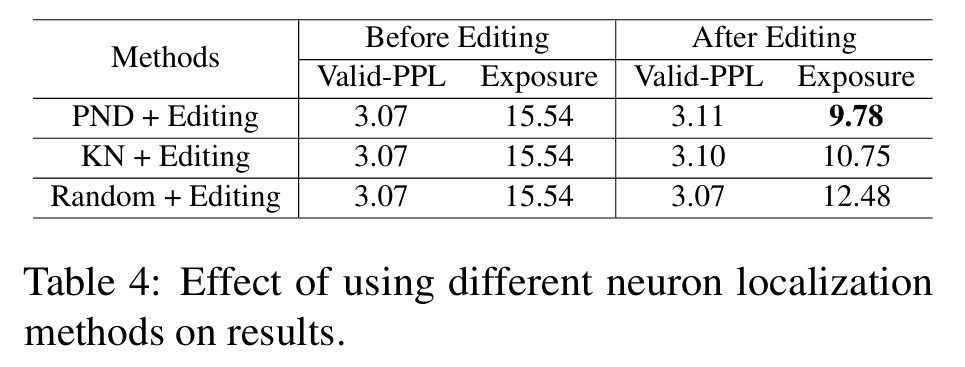 Methods Before Editing After Editing
Valid-PPL Exposure Valid-PPL Exposure
PND + Editing 3.07 15.54 3.11 9.78
KN + Editing 3.07 15.54 3.10 10.75
Random + Editing 3.07 15.54 3.07 12.48
Table 4: Effect of using different neuron localization
methods on results.